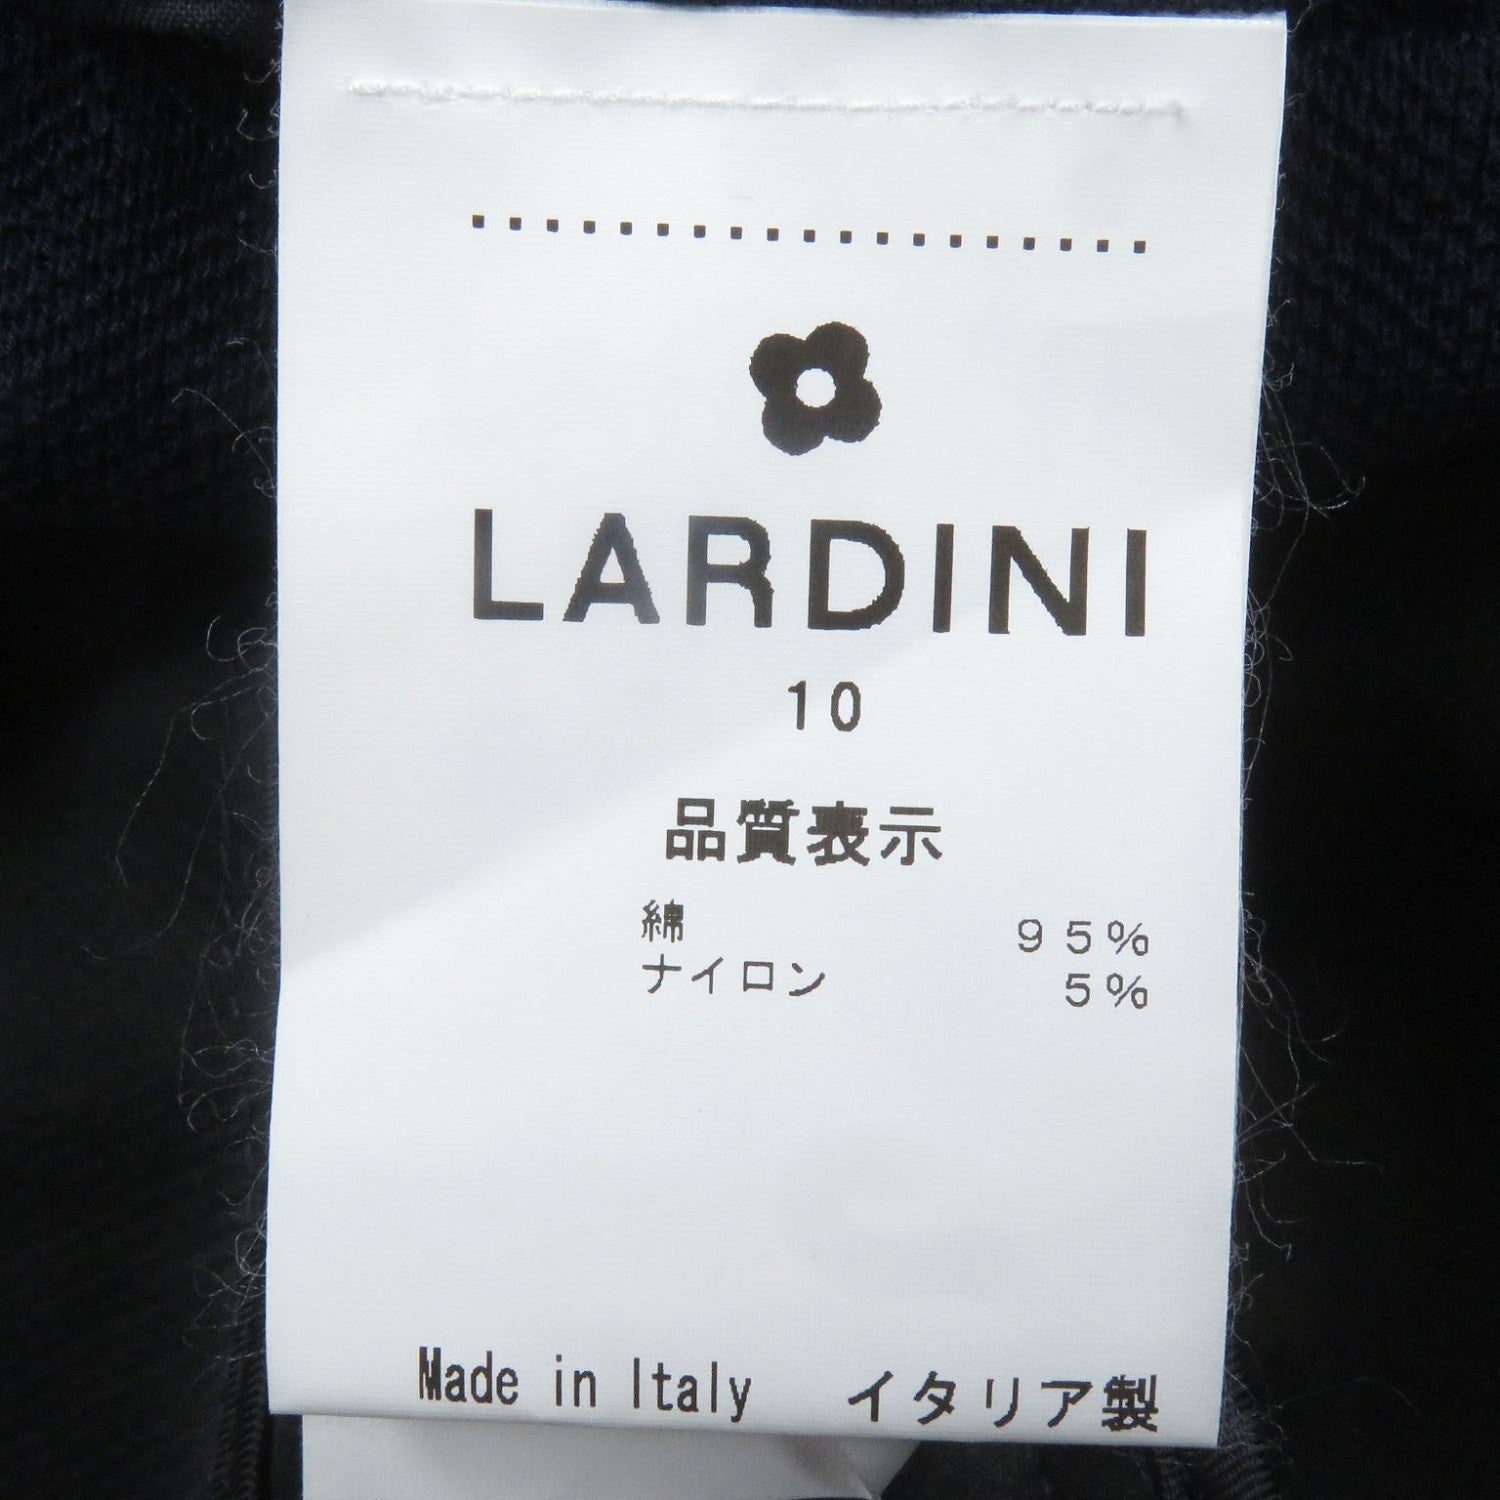 LARDINI
10
品質表示
綿 95%
ナイロン 5%
Made in Italy イタリア製